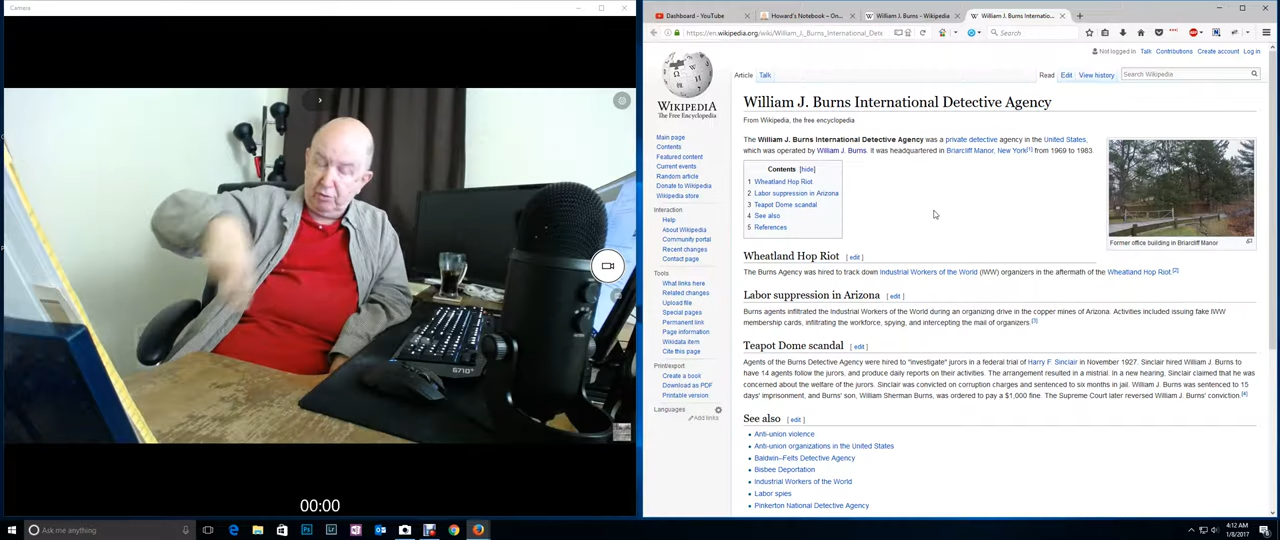 Camera
00:00
G710+
Dashboard - YouTube
Howard's Notebook – On...
William J. Burns - Wikipedia
William J. Burns Internatio...
https://en.wikipedia.org/wiki/William_J._Burns_International_Dete
Search
Not logged in Talk Contributions Create account Log in
Article Talk
Read Edit View history
Search Wikipedia
WIKIPEDIA
The Free Encyclopedia
Main page
Contents
Featured content
Current events
Random article
Donate to Wikipedia
Wikipedia store
Interaction
Help
About Wikipedia
Community portal
Recent changes
Contact page
Tools
What links here
Related changes
Upload file
Special pages
Permanent link
Page information
Wikidata item
Cite this page
Print/export
Create a book
Download as PDF
Printable version
Languages
Add links
William J. Burns International Detective Agency
From Wikipedia, the free encyclopedia
The William J. Burns International Detective Agency was a private detective agency in the United States,
which was operated by William J. Burns. It was headquartered in Briarcliff Manor, New York[1] from 1969 to 1983.
Contents [hide]
1 Wheatland Hop Riot
2 Labor suppression in Arizona
3 Teapot Dome scandal
4 See also
5 References
Former office building in Briarcliff Manor
Wheatland Hop Riot [edit]
The Burns Agency was hired to track down Industrial Workers of the World (IWW) organizers in the aftermath of the Wheatland Hop Riot.[2]
Labor suppression in Arizona [edit]
Burns agents infiltrated the Industrial Workers of the World during an organizing drive in the copper mines of Arizona. Activities included issuing fake IWW
membership cards, infiltrating the workforce, spying, and intercepting the mail of organizers.[3]
Teapot Dome scandal [edit]
Agents of the Burns Detective Agency were hired to "investigate" jurors in a federal trial of Harry F. Sinclair in November 1927. Sinclair hired William J. Burns to
have 14 agents follow the jurors, and produce daily reports on their activities. The arrangement resulted in a mistrial. In a new hearing, Sinclair claimed that he was
concerned about the welfare of the jurors. Sinclair was convicted on corruption charges and sentenced to six months in jail. William J. Burns was sentenced to 15
days' imprisonment, and Burns' son, William Sherman Burns, was ordered to pay a $1,000 fine. The Supreme Court later reversed William J. Burns' conviction.[4]
See also [edit]
Anti-union violence
Anti-union organizations in the United States
Baldwin–Felts Detective Agency
Bisbee Deportation
Industrial Workers of the World
Labor spies
Pinkerton National Detective Agency
Ask me anything
4:12 AM
1/8/2017